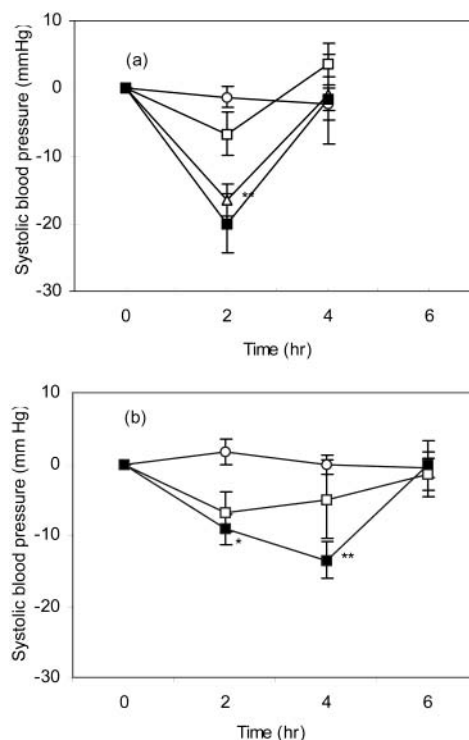 10
(a)
0
-10
**
-20
-30
0 2 4 6
Time (hr)
Systolic blood pressure (mmHg)
10
(b)
0
-10
*
**
-20
-30
0 2 4 6
Time (hr)
Systolic blood pressure (mm Hg)